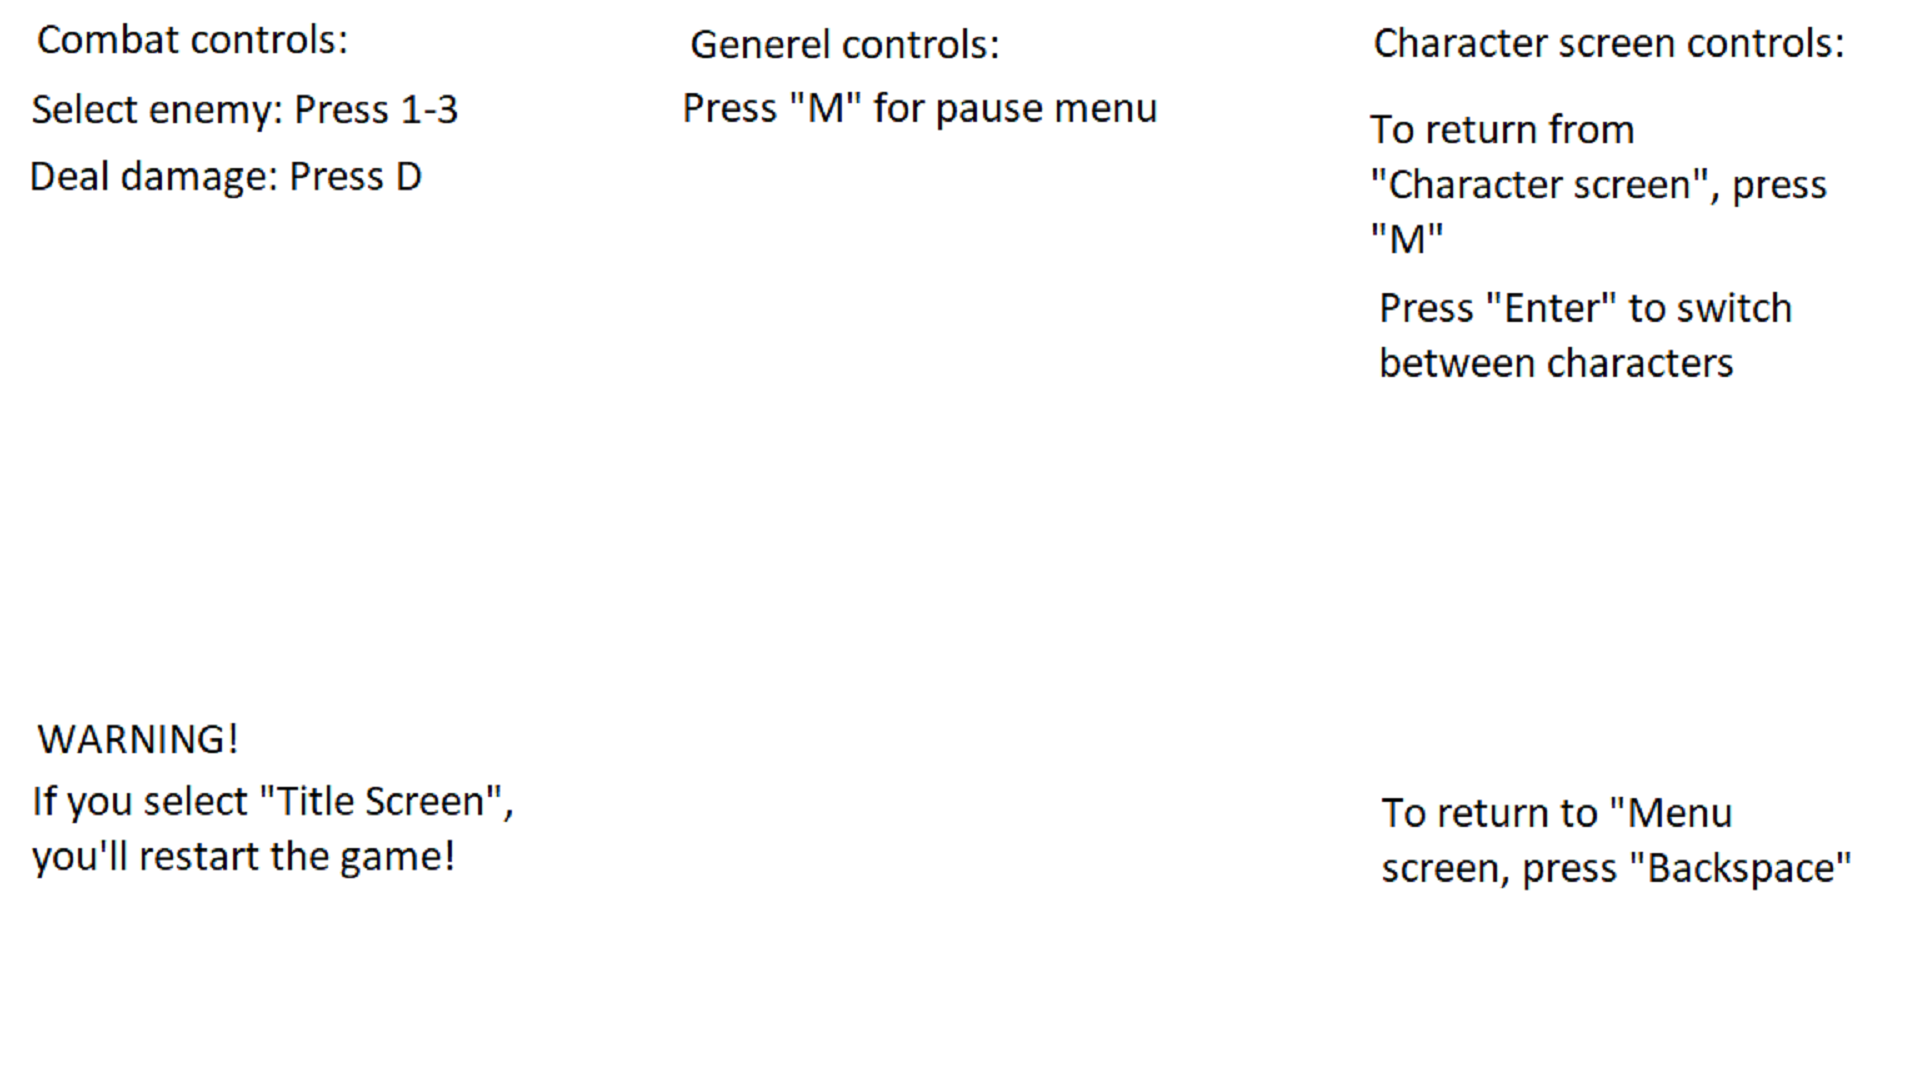 Combat controls:
Select enemy: Press 1-3
Deal damage: Press D
Generel controls:
Press "M" for pause menu
Character screen controls:
To return from
"Character screen", press
"M"
Press "Enter" to switch
between characters
WARNING!
If you select "Title Screen",
you'll restart the game!
To return to "Menu
screen, press "Backspace"